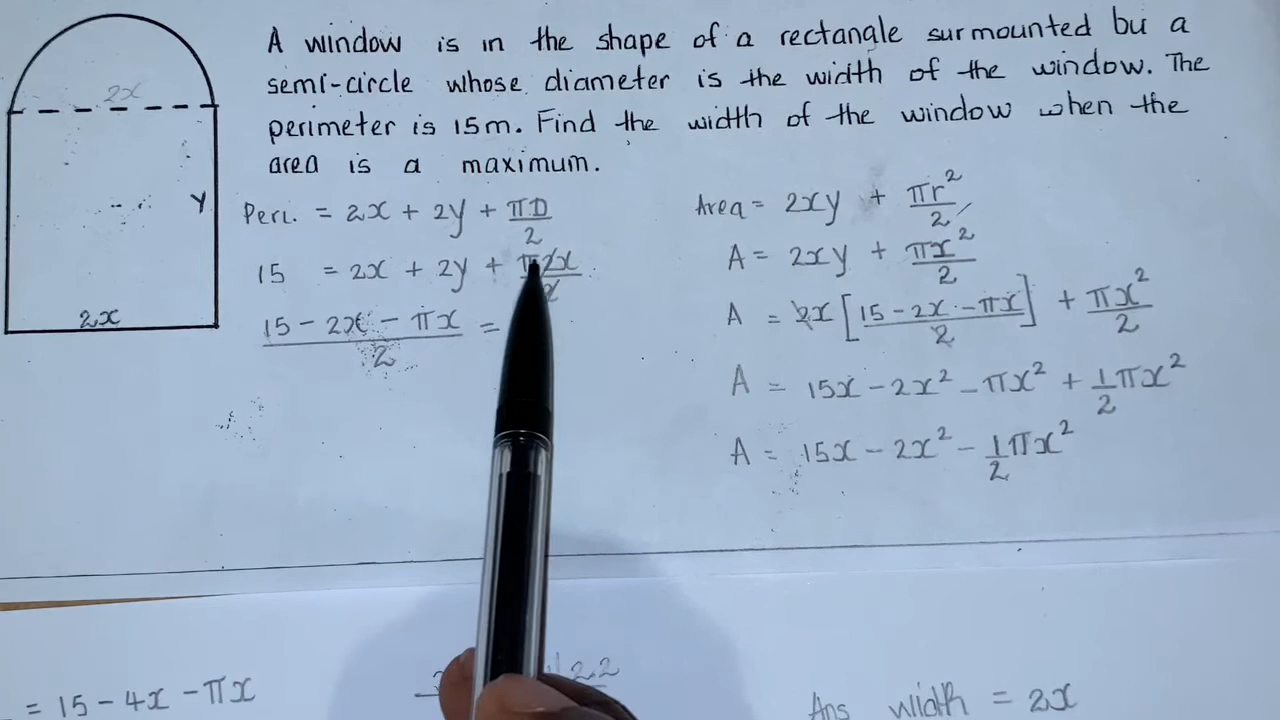 A window is in the shape of a rectangle surmounted bu a
semi-circle whose diameter is the width of the window. The
perimeter is 15m. Find the width of the window when the
area is a maximum.
2x
y
2x
Peri. = 2x + 2y + πD/2
15 = 2x + 2y + π2x/2
(15 - 2x - πx)/2 =
Area = 2xy + πr²/2
A = 2xy + πx²/2
A = 2x[(15 - 2x - πx)/2] + πx²/2
A = 15x - 2x² - πx² + 1/2πx²
A = 15x - 2x² - 1/2πx²
= 15 - 4x - πx
22
Ans width = 2x